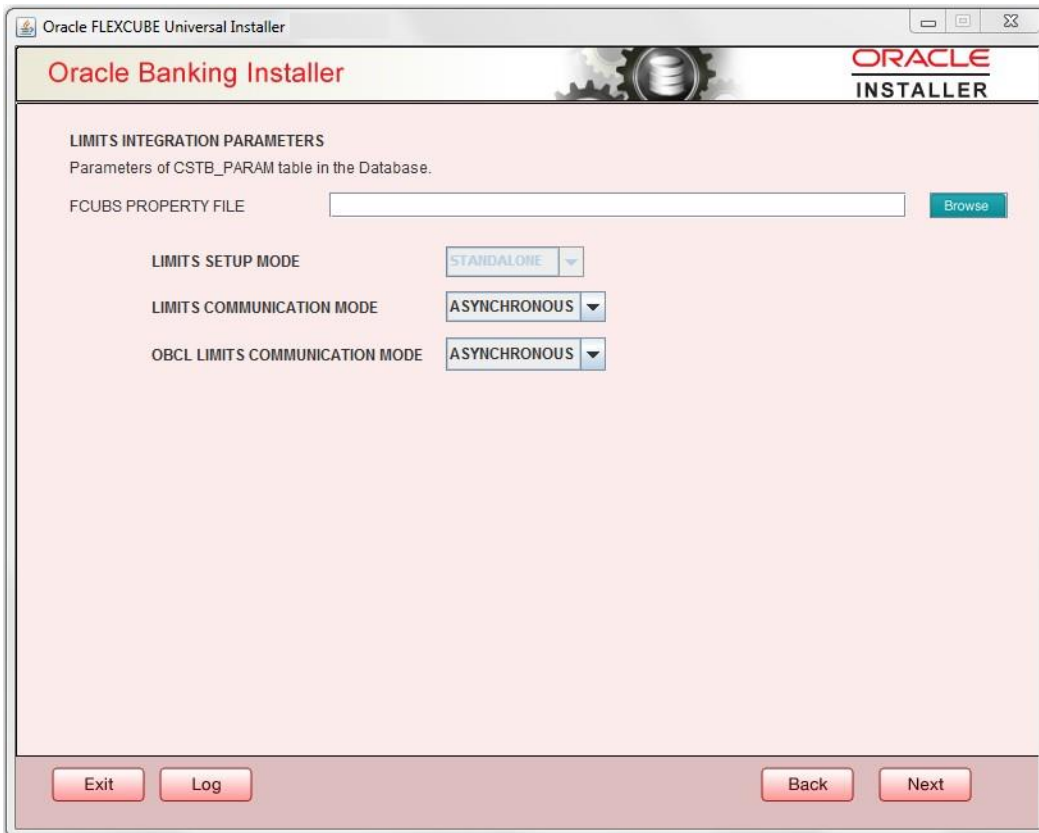 Oracle FLEXCUBE Universal Installer
Oracle Banking Installer
ORACLE
INSTALLER
LIMITS INTEGRATION PARAMETERS
Parameters of CSTB_PARAM table in the Database.
FCUBS PROPERTY FILE Browse
LIMITS SETUP MODE STANDALONE
LIMITS COMMUNICATION MODE ASYNCHRONOUS
OBCL LIMITS COMMUNICATION MODE ASYNCHRONOUS
Exit Log Back Next